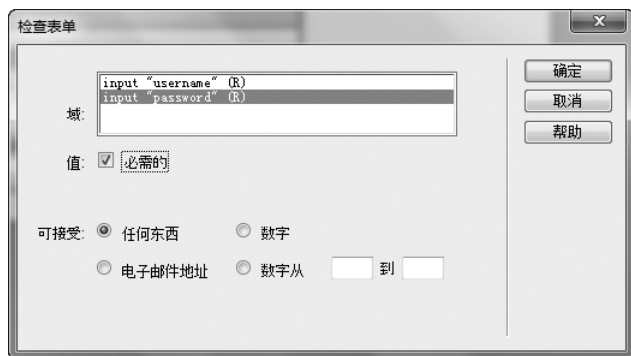 检查表单
域:
input "username" (R)
input "password" (R)
值:
必需的
可接受:
任何东西
数字
电子邮件地址
数字从
到
确定
取消
帮助